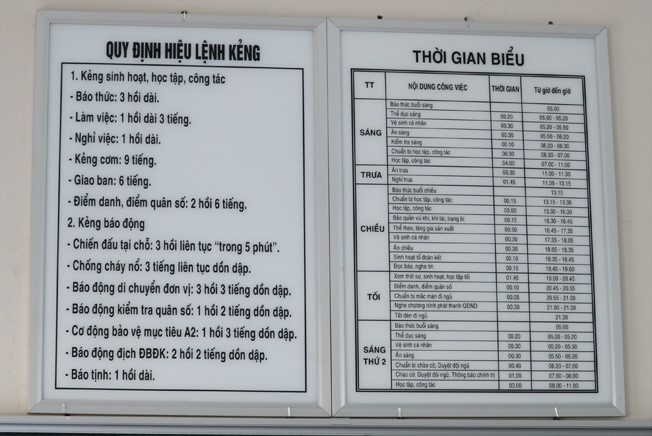 QUY ĐỊNH HIỆU LỆNH KẺNG
1. Kẻng sinh hoạt, học tập, công tác
- Báo thức: 3 hồi dài.
- Làm việc: 1 hồi dài 3 tiếng.
- Nghỉ việc: 1 hồi dài.
- Kẻng cơm: 9 tiếng.
- Giao ban: 6 tiếng.
- Điểm danh, điểm quân số: 2 hồi 6 tiếng.
2. Kẻng báo động
- Chiến đấu tại chỗ: 3 hồi liên tục "trong 5 phút".
- Chống cháy nổ: 3 tiếng liên tục dồn dập.
- Báo động di chuyển đơn vị: 3 hồi 3 tiếng dồn dập.
- Báo động kiểm tra quân số: 1 hồi 2 tiếng dồn dập.
- Cơ động bảo vệ mục tiêu A2: 1 hồi 3 tiếng dồn dập.
- Báo động địch ĐBĐK: 2 hồi 2 tiếng dồn dập.
- Báo tịnh: 1 hồi dài.
THỜI GIAN BIỂU
TT NỘI DUNG CÔNG VIỆC THỜI GIAN Từ giờ đến giờ
SÁNG
Báo thức buổi sáng 05.00
Thể dục sáng 00.20 05.00 - 05.20
Vệ sinh cá nhân 00.30 05.20 - 05.50
Ăn sáng 00.30 05.50 - 06.20
Kiểm tra sáng 00.10 06.20 - 06.30
Chuẩn bị học tập, công tác 00.30 06.30 - 07.00
Học tập, công tác 04.00 07.00 - 11.00
TRƯA
Ăn trưa 00.30 11.00 - 11.30
Nghỉ trưa 01.45 11.30 - 13.15
CHIỀU
Báo thức buổi chiều 13.15
Chuẩn bị học tập, công tác 00.15 13.15 - 13.30
Học tập, công tác 03.00 13.30 - 16.30
Bảo quản vũ khí, khí tài, trang bị 00.15 16.30 - 16.45
Thể thao, tăng gia sản xuất 00.50 16.45 - 17.35
Vệ sinh cá nhân 00.30 17.35 - 18.05
Ăn chiều 00.30 18.05 - 18.35
Sinh hoạt tổ đoàn kết 00.10 18.35 - 18.45
Đọc báo, nghe tin 00.15 18.45 - 19.00
TỐI
Xem thời sự, sinh hoạt, học tập tối 01.45 19.00 - 20.45
Điểm danh, điểm quân số 00.10 20.45 - 20.55
Chuẩn bị mắc màn đi ngủ 00.05 20.55 - 21.00
Nghe chương trình phát thanh QĐND 00.30 21.00 - 21.30
Tắt đèn đi ngủ 21.30
SÁNG THỨ 2
Báo thức buổi sáng 05.00
Thể dục sáng 00.20 05.00 - 05.20
Vệ sinh cá nhân 00.30 05.20 - 05.50
Ăn sáng 00.30 05.50 - 06.20
Chuẩn bị chào cờ, Duyệt đội ngũ 00.40 06.20 - 07.00
Chào cờ, Duyệt đội ngũ, Thông báo chính trị 01.00 07.00 - 08.00
Học tập, công tác 03.00 08.00 - 11.00